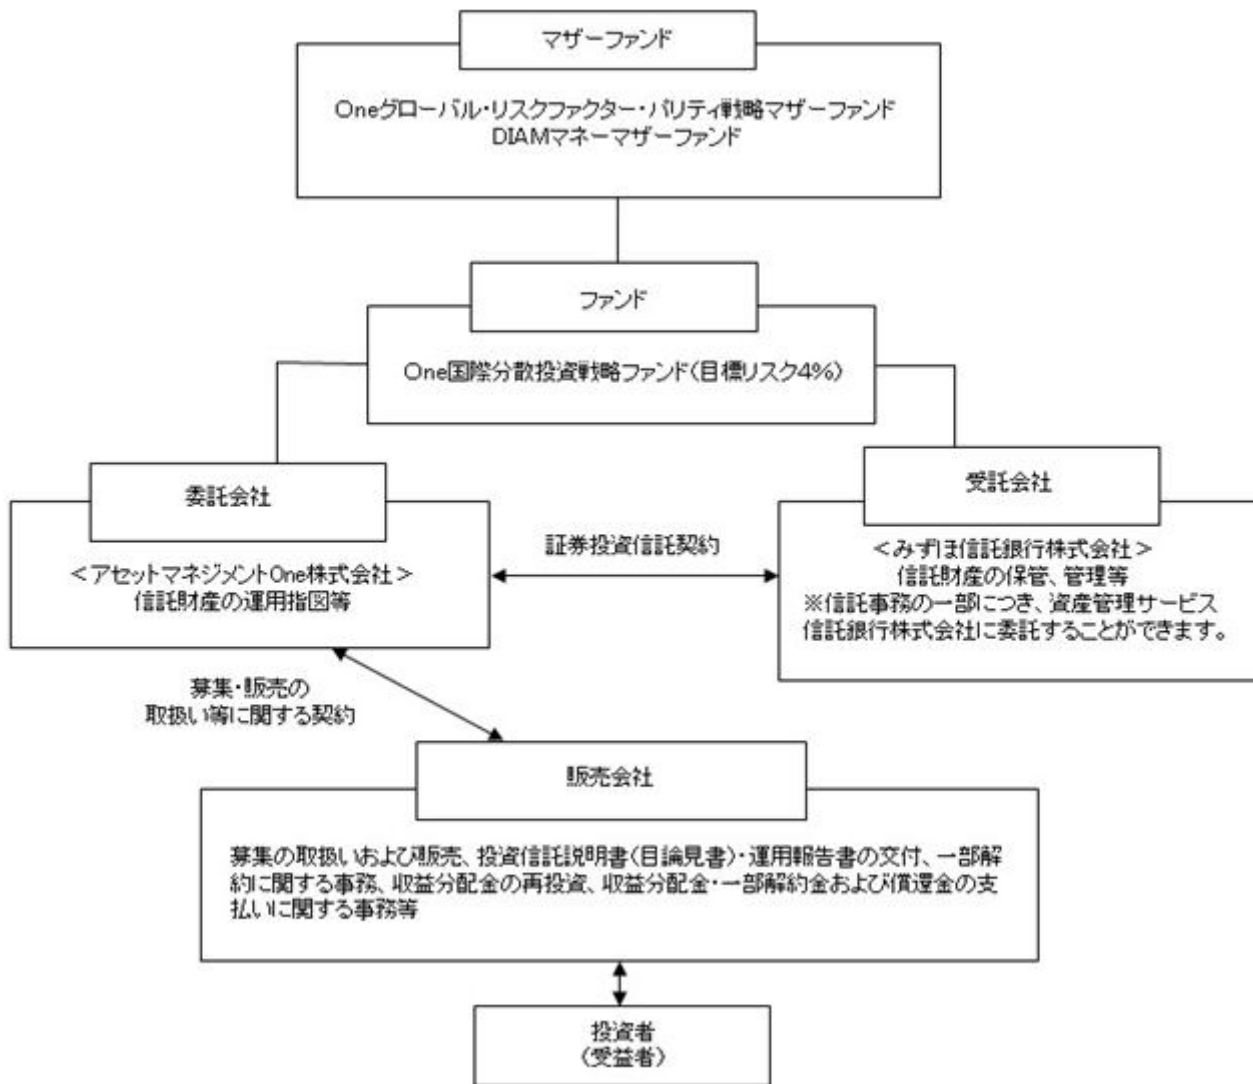 マザーファンド
Oneグローバル・リスクファクター・パリティ戦略マザーファンド
DIAMマネーマザーファンド
ファンド
One国際分散投資戦略ファンド(目標リスク4%)
委託会社
<アセットマネジメントOne株式会社>
信託財産の運用指図等
証券投資信託契約
受託会社
<みずほ信託銀行株式会社>
信託財産の保管、管理等
※信託事務の一部につき、資産管理サービス
信託銀行株式会社に委託することができます。
募集・販売の
取扱い等に関する契約
販売会社
募集の取扱いおよび販売、投資信託説明書(目論見書)・運用報告書の交付、一部解
約に関する事務、収益分配金の再投資、収益分配金・一部解約金および償還金の支
払いに関する事務等
投資者
(受益者)